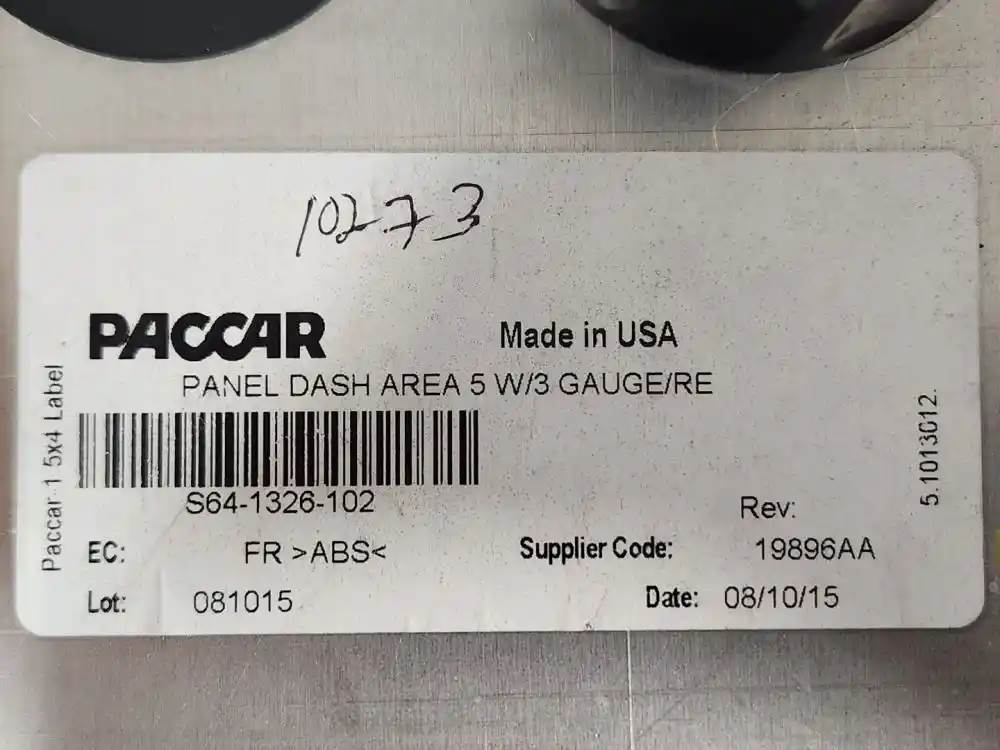 10273
PACCAR
Made in USA
PANEL DASH AREA 5 W/3 GAUGE/RE
S64-1326-102
Rev:
EC: FR >ABS< Supplier Code: 19896AA
Lot: 081015 Date: 08/10/15
Paccar 1 5x4 Label
5.1013012.